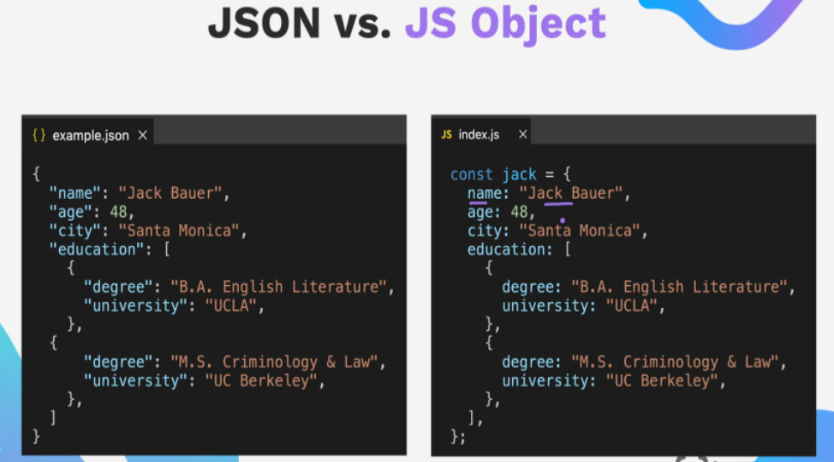 JSON vs. JS Object
{} example.json ×
{
"name": "Jack Bauer",
"age": 48,
"city": "Santa Monica",
"education": [
{
"degree": "B.A. English Literature",
"university": "UCLA",
},
{
"degree": "M.S. Criminology & Law",
"university": "UC Berkeley",
},
]
}
JS index.js ×
const jack = {
name: "Jack Bauer",
age: 48,
city: "Santa Monica",
education: [
{
degree: "B.A. English Literature",
university: "UCLA",
},
{
degree: "M.S. Criminology & Law",
university: "UC Berkeley",
},
],
};